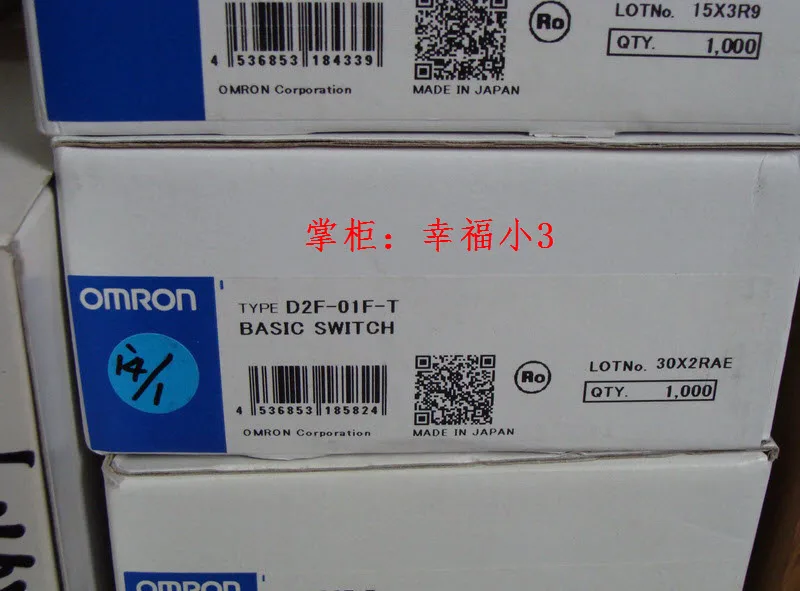 LOTNo. 15X3R9
QTY. 1,000
Ro
4 536853 184339
OMRON Corporation
MADE IN JAPAN
掌柜：幸福小3
OMRON
TYPE D2F-01F-T
BASIC SWITCH
14/1
4 536853 185824
Ro
LOTNo. 30X2RAE
QTY. 1,000
OMRON Corporation
MADE IN JAPAN
OMRON